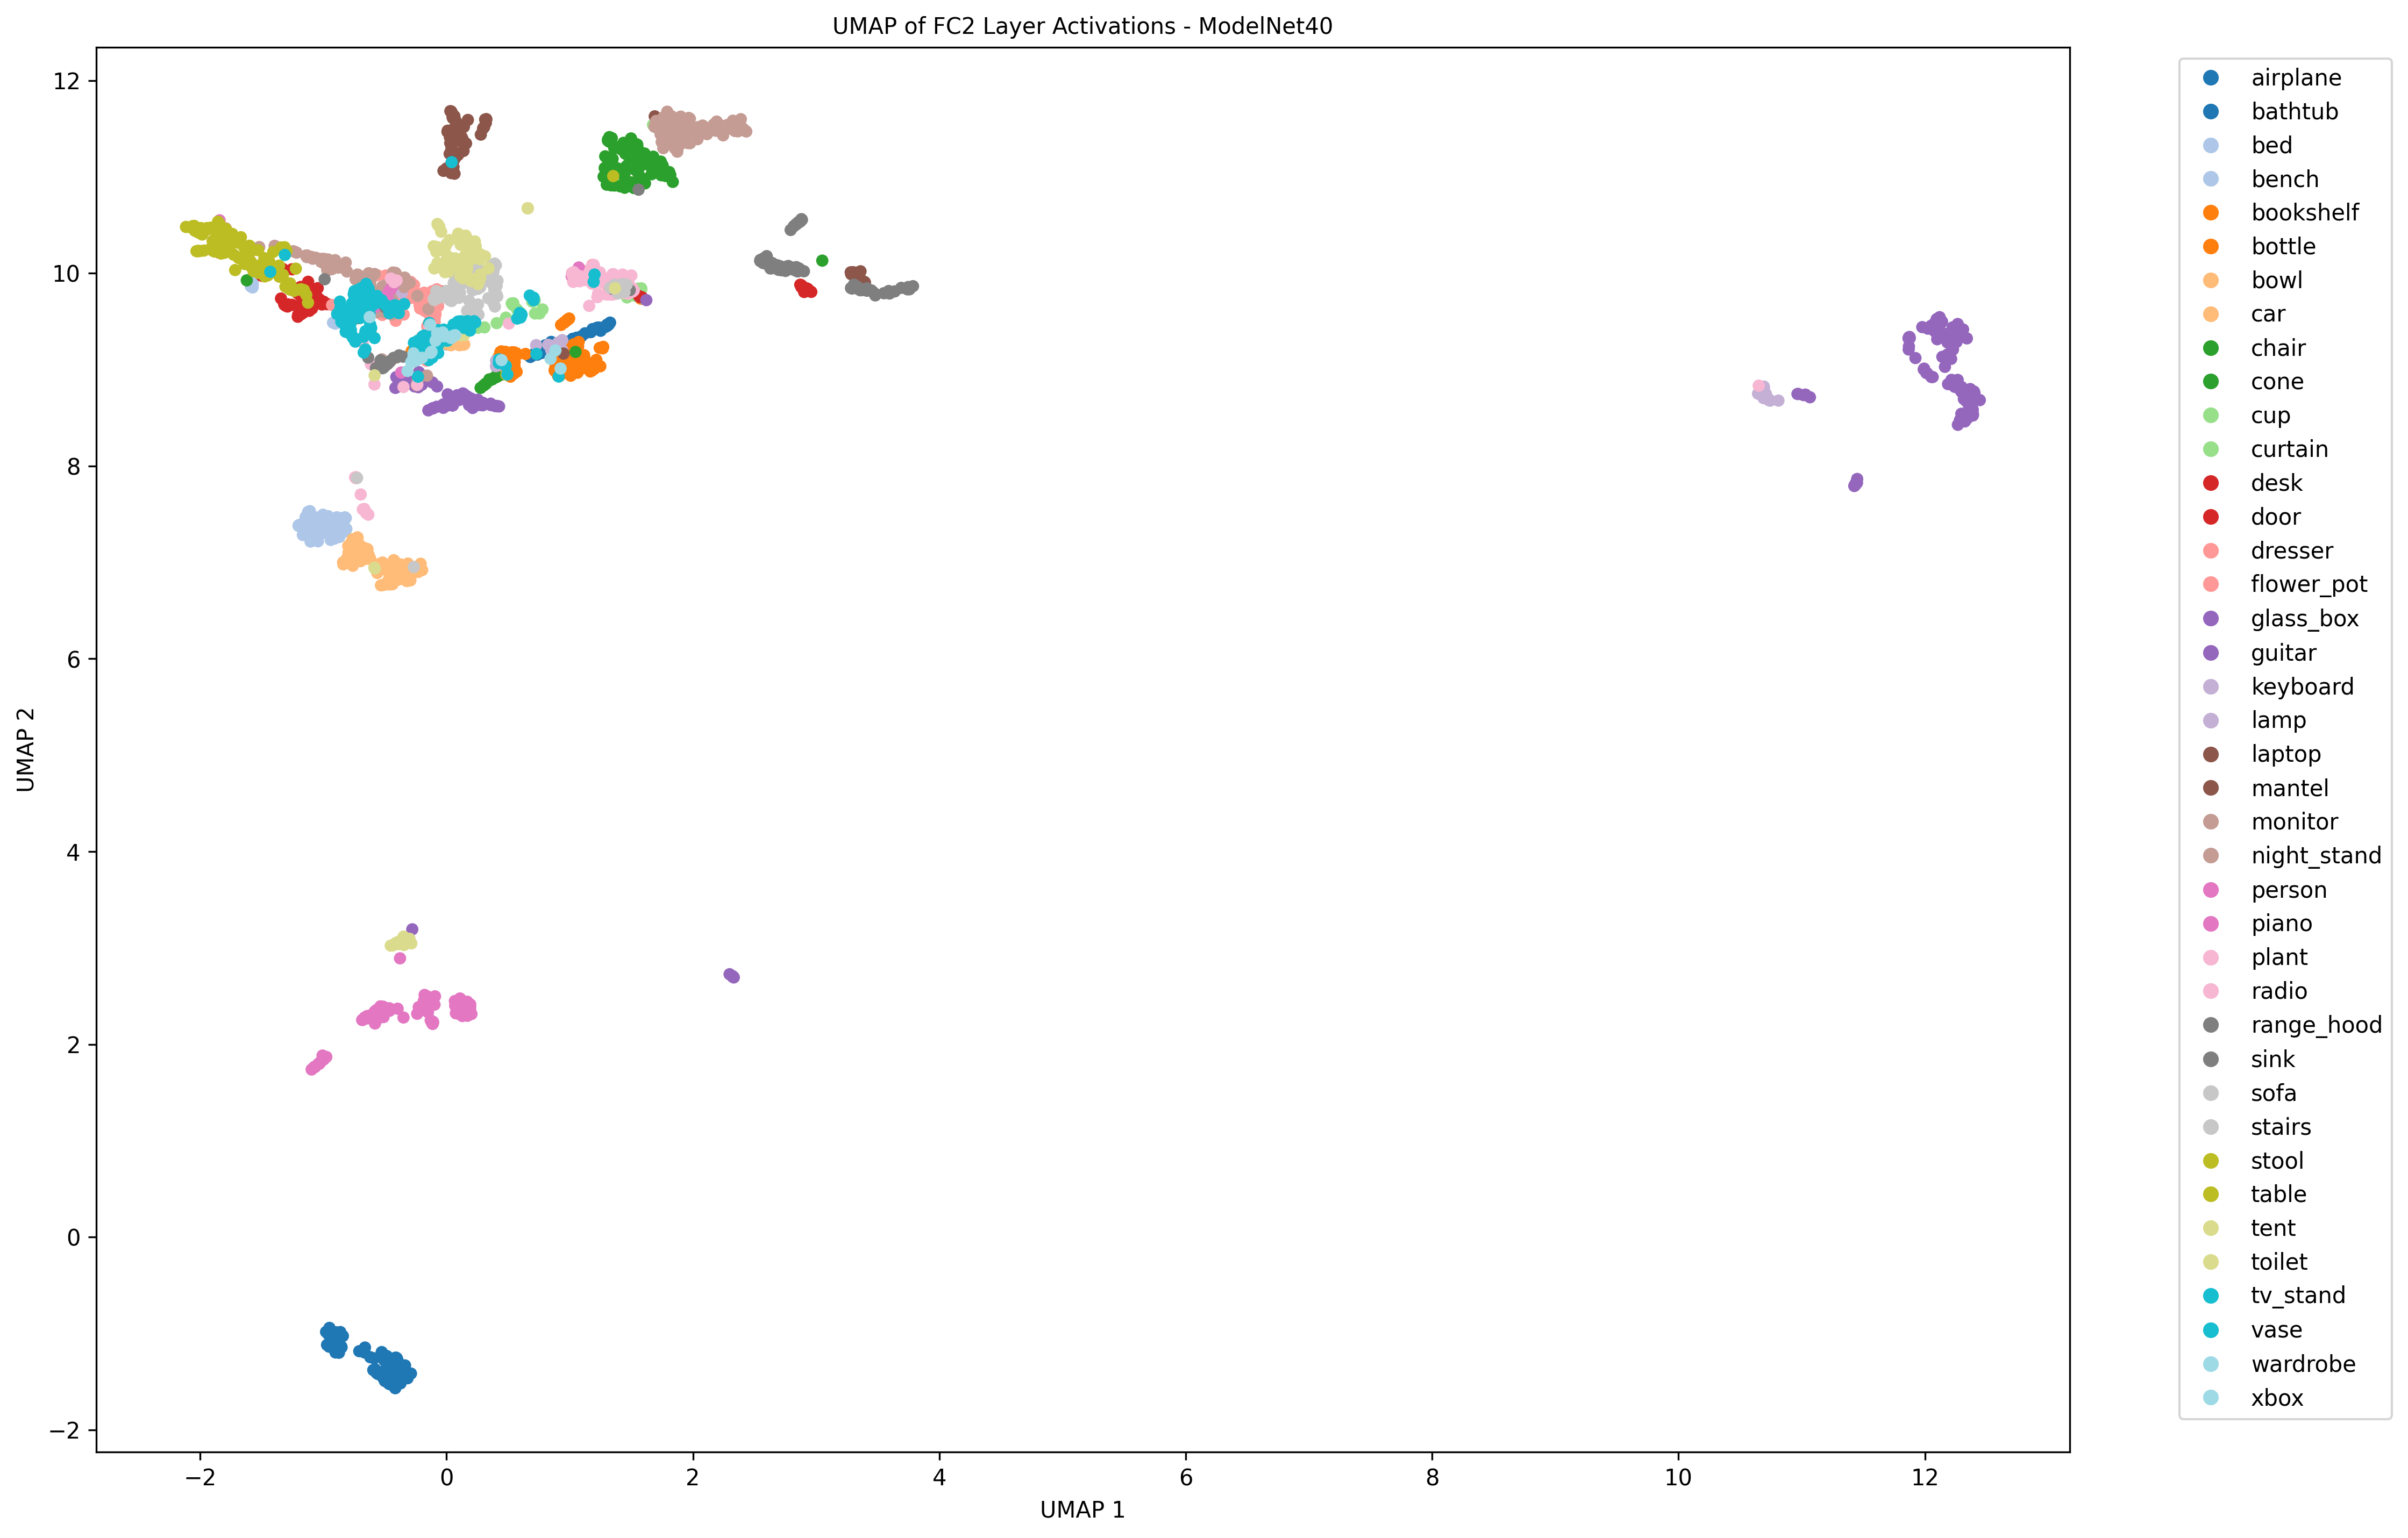 UMAP of FC2 Layer Activations - ModelNet40
12
10
8
6
4
2
0
−2
UMAP 2
−2
0
2
4
6
8
10
12
UMAP 1
airplane
bathtub
bed
bench
bookshelf
bottle
bowl
car
chair
cone
cup
curtain
desk
door
dresser
flower_pot
glass_box
guitar
keyboard
lamp
laptop
mantel
monitor
night_stand
person
piano
plant
radio
range_hood
sink
sofa
stairs
stool
table
tent
toilet
tv_stand
vase
wardrobe
xbox